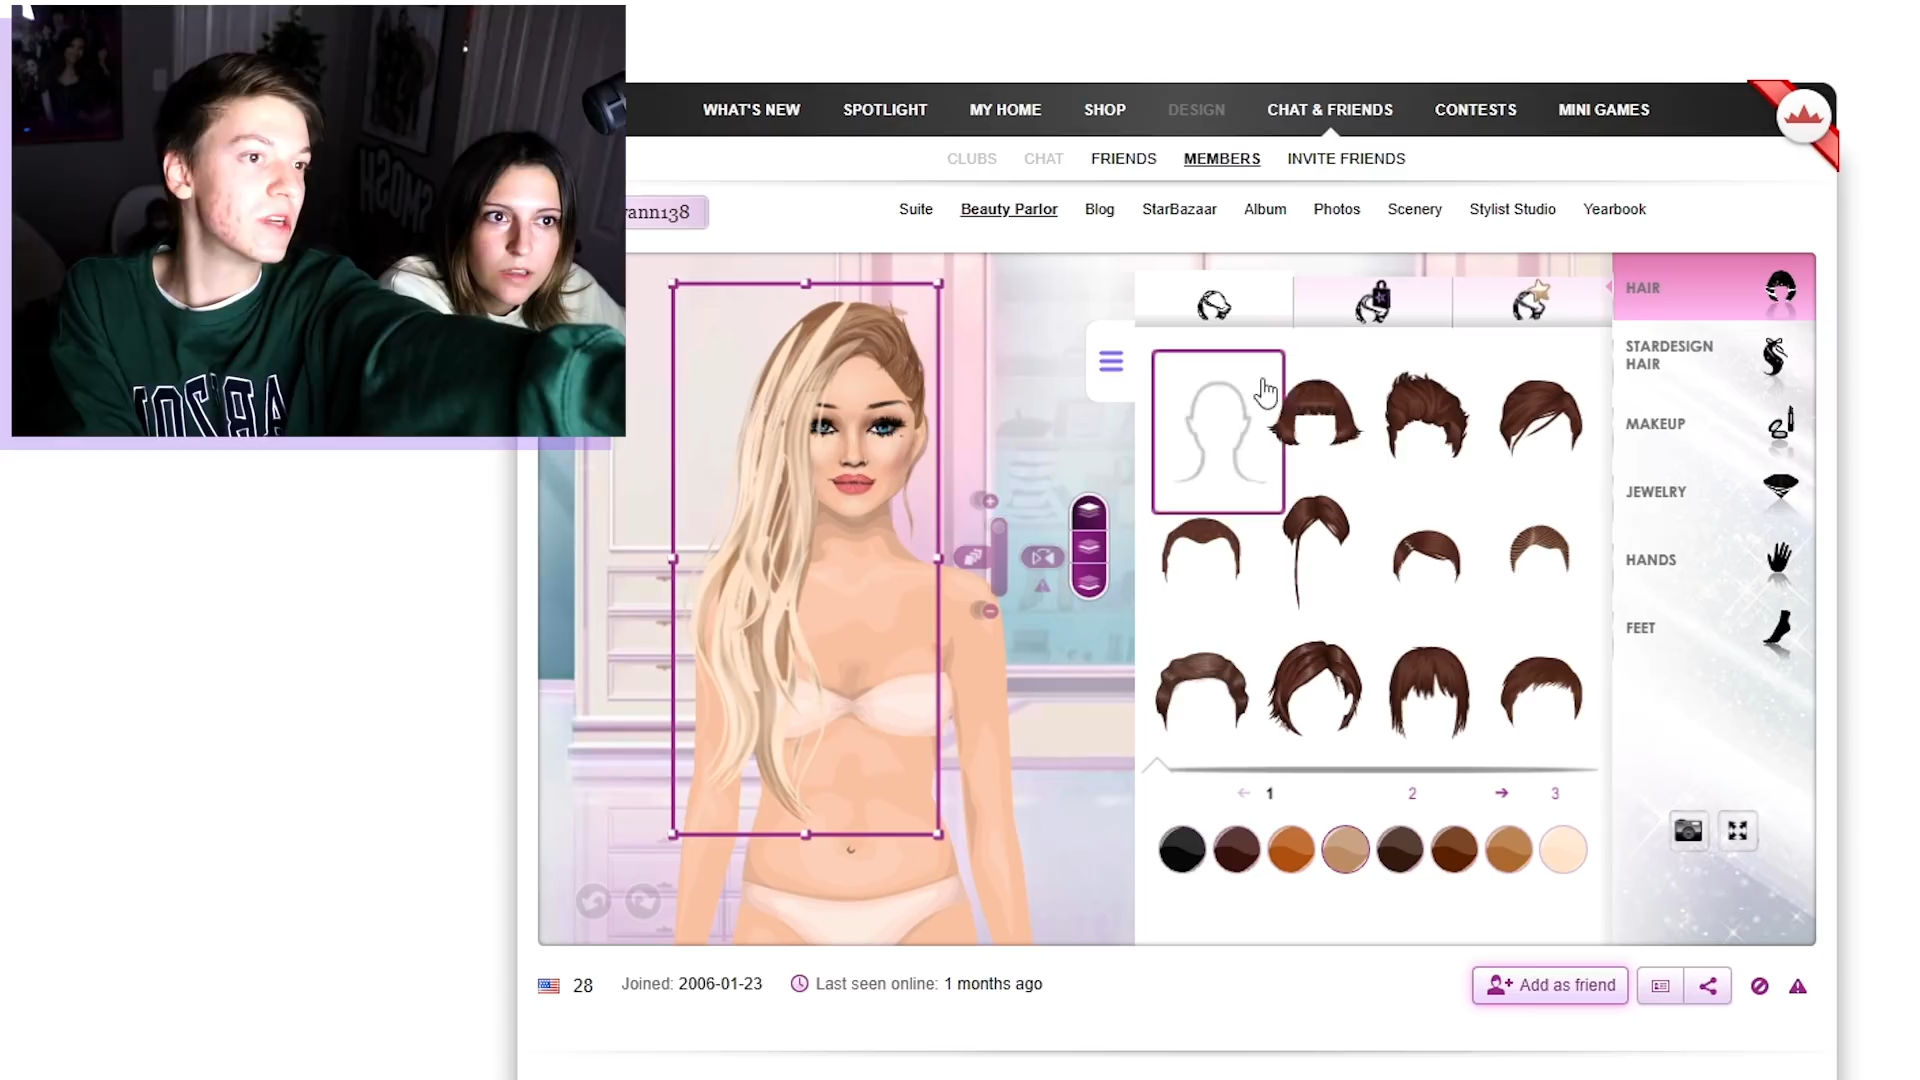 WHAT'S NEW SPOTLIGHT MY HOME SHOP DESIGN CHAT & FRIENDS CONTESTS MINI GAMES
CLUBS CHAT FRIENDS MEMBERS INVITE FRIENDS
ann138 Suite Beauty Parlor Blog StarBazaar Album Photos Scenery Stylist Studio Yearbook
HAIR
STARDESIGN
HAIR
MAKEUP
JEWELRY
HANDS
FEET
SMOSH
1 2 3
28 Joined: 2006-01-23 Last seen online: 1 months ago Add as friend